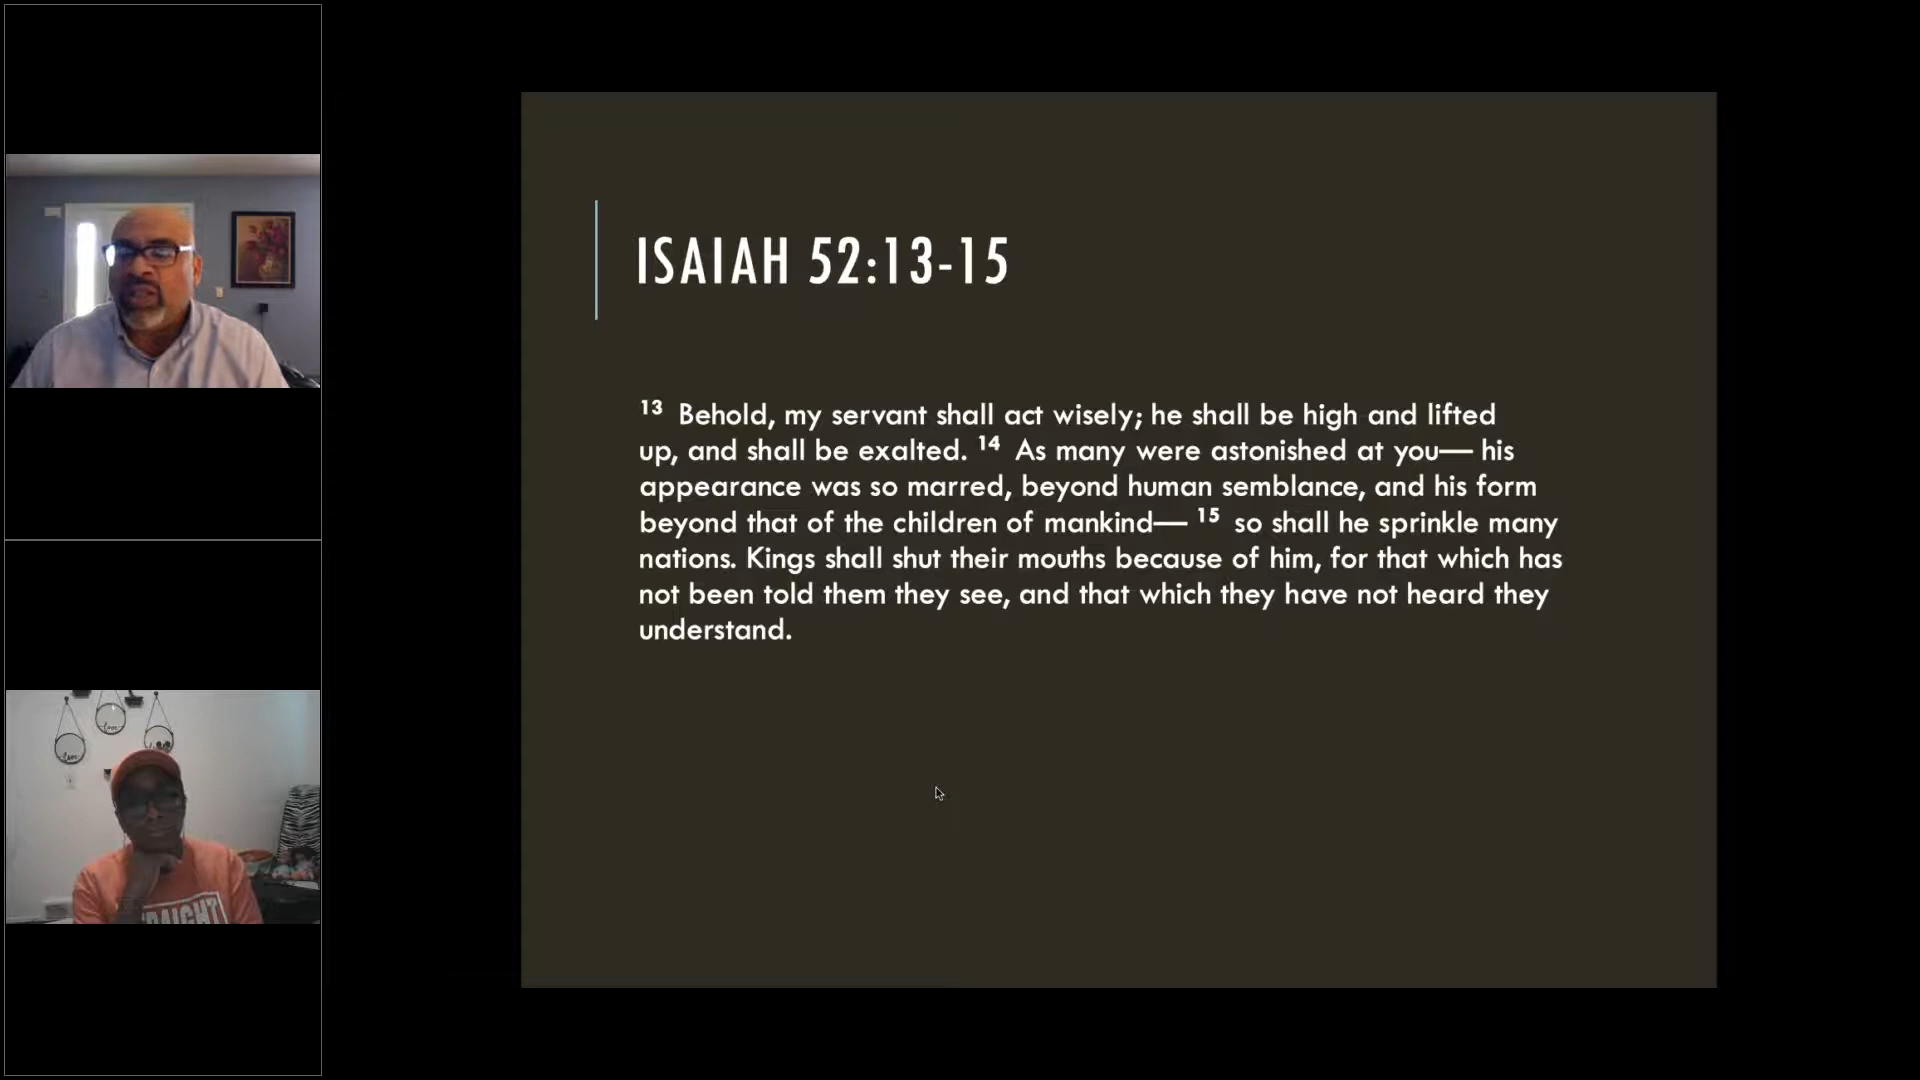 ISAIAH 52:13-15
13 Behold, my servant shall act wisely; he shall be high and lifted
up, and shall be exalted. 14 As many were astonished at you— his
appearance was so marred, beyond human semblance, and his form
beyond that of the children of mankind— 15 so shall he sprinkle many
nations. Kings shall shut their mouths because of him, for that which has
not been told them they see, and that which they have not heard they
understand.